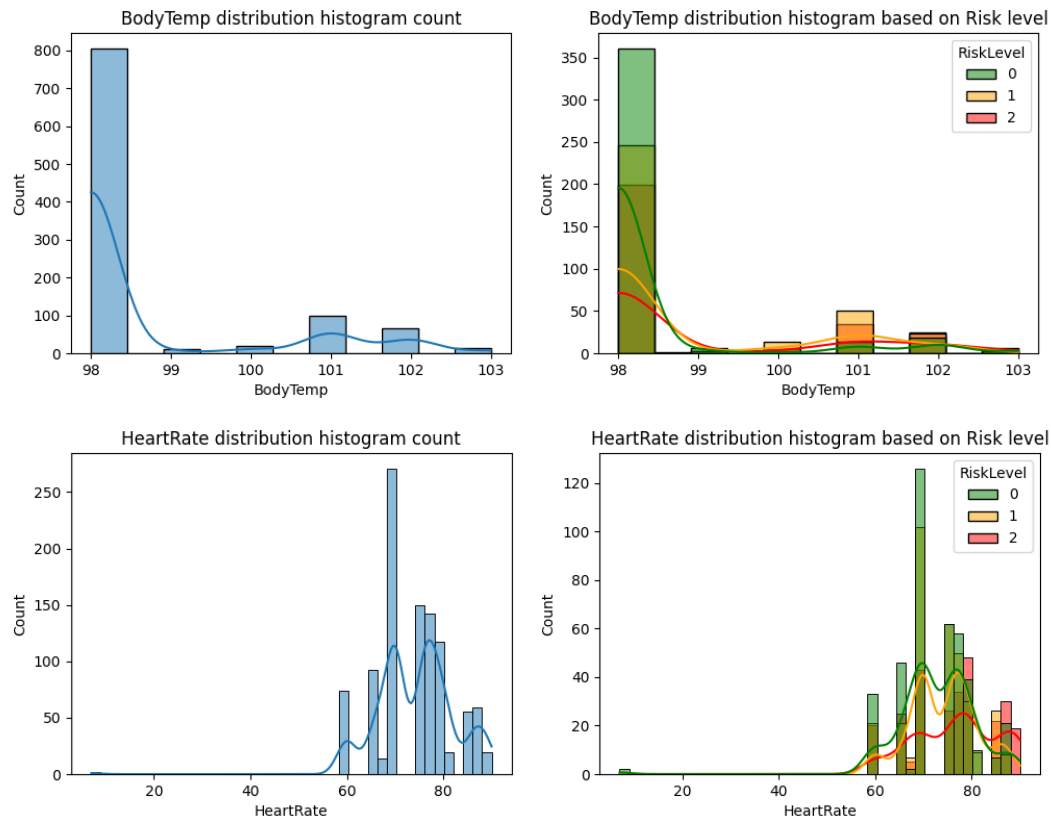 BodyTemp distribution histogram count
800
700
600
500
400
300
200
100
0
Count
98 99 100 101 102 103
BodyTemp
BodyTemp distribution histogram based on Risk level
350
300
250
200
150
100
50
0
Count
RiskLevel
0
1
2
98 99 100 101 102 103
BodyTemp
HeartRate distribution histogram count
250
200
150
100
50
0
Count
20 40 60 80
HeartRate
HeartRate distribution histogram based on Risk level
120
100
80
60
40
20
0
Count
RiskLevel
0
1
2
20 40 60 80
HeartRate